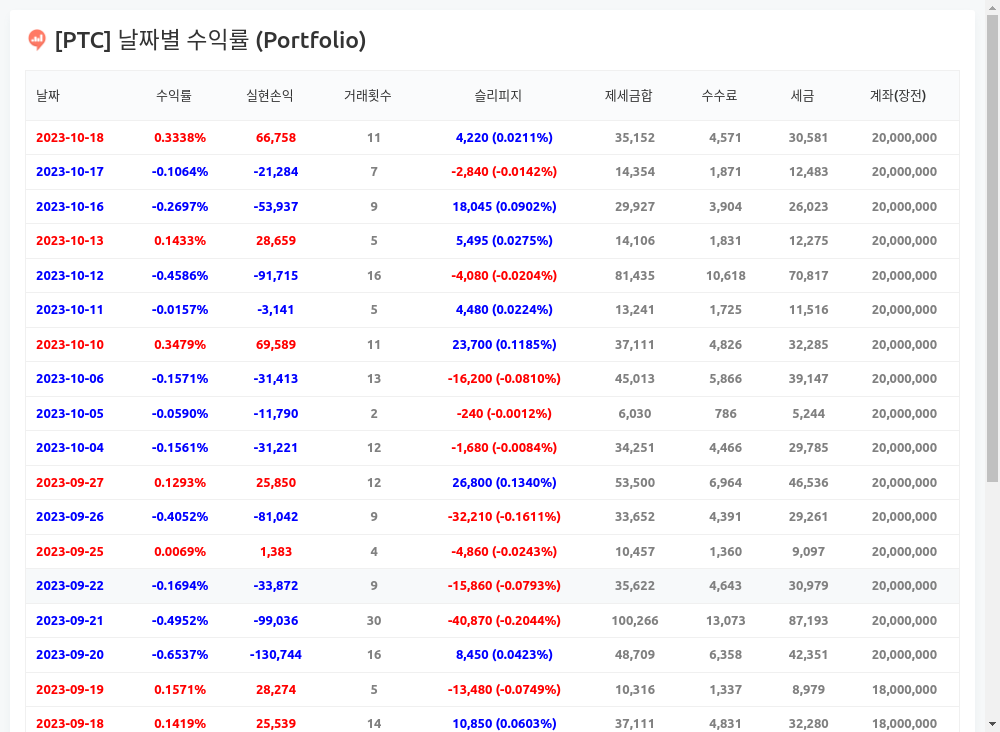 [PTC] 날짜별 수익률 (Portfolio)
날짜 수익률 실현손익 거래횟수 슬리피지 제세금합 수수료 세금 계좌(장전)
2023-10-18 0.3338% 66,758 11 4,220 (0.0211%) 35,152 4,571 30,581 20,000,000
2023-10-17 -0.1064% -21,284 7 -2,840 (-0.0142%) 14,354 1,871 12,483 20,000,000
2023-10-16 -0.2697% -53,937 9 18,045 (0.0902%) 29,927 3,904 26,023 20,000,000
2023-10-13 0.1433% 28,659 5 5,495 (0.0275%) 14,106 1,831 12,275 20,000,000
2023-10-12 -0.4586% -91,715 16 -4,080 (-0.0204%) 81,435 10,618 70,817 20,000,000
2023-10-11 -0.0157% -3,141 5 4,480 (0.0224%) 13,241 1,725 11,516 20,000,000
2023-10-10 0.3479% 69,589 11 23,700 (0.1185%) 37,111 4,826 32,285 20,000,000
2023-10-06 -0.1571% -31,413 13 -16,200 (-0.0810%) 45,013 5,866 39,147 20,000,000
2023-10-05 -0.0590% -11,790 2 -240 (-0.0012%) 6,030 786 5,244 20,000,000
2023-10-04 -0.1561% -31,221 12 -1,680 (-0.0084%) 34,251 4,466 29,785 20,000,000
2023-09-27 0.1293% 25,850 12 26,800 (0.1340%) 53,500 6,964 46,536 20,000,000
2023-09-26 -0.4052% -81,042 9 -32,210 (-0.1611%) 33,652 4,391 29,261 20,000,000
2023-09-25 0.0069% 1,383 4 -4,860 (-0.0243%) 10,457 1,360 9,097 20,000,000
2023-09-22 -0.1694% -33,872 9 -15,860 (-0.0793%) 35,622 4,643 30,979 20,000,000
2023-09-21 -0.4952% -99,036 30 -40,870 (-0.2044%) 100,266 13,073 87,193 20,000,000
2023-09-20 -0.6537% -130,744 16 8,450 (0.0423%) 48,709 6,358 42,351 20,000,000
2023-09-19 0.1571% 28,274 5 -13,480 (-0.0749%) 10,316 1,337 8,979 18,000,000
2023-09-18 0.1419% 25,539 14 10,850 (0.0603%) 37,111 4,831 32,280 18,000,000